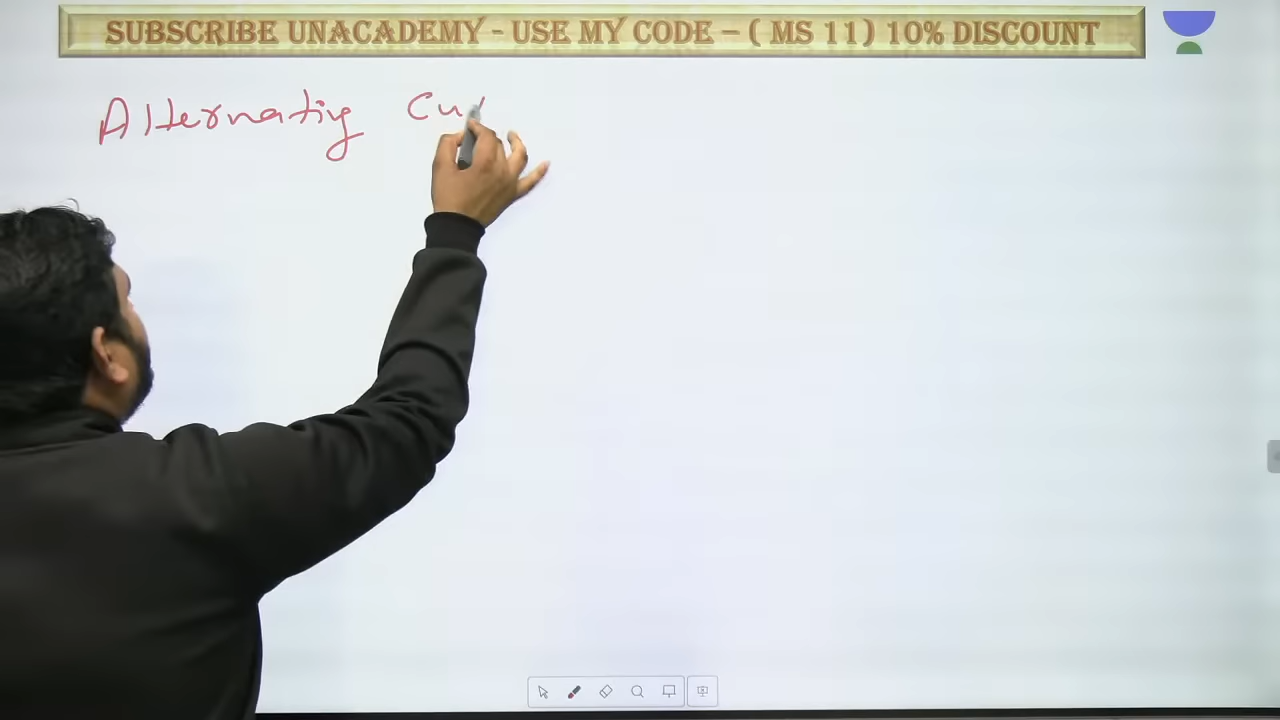 SUBSCRIBE UNACADEMY - USE MY CODE – ( MS 11) 10% DISCOUNT
Alternating Cu